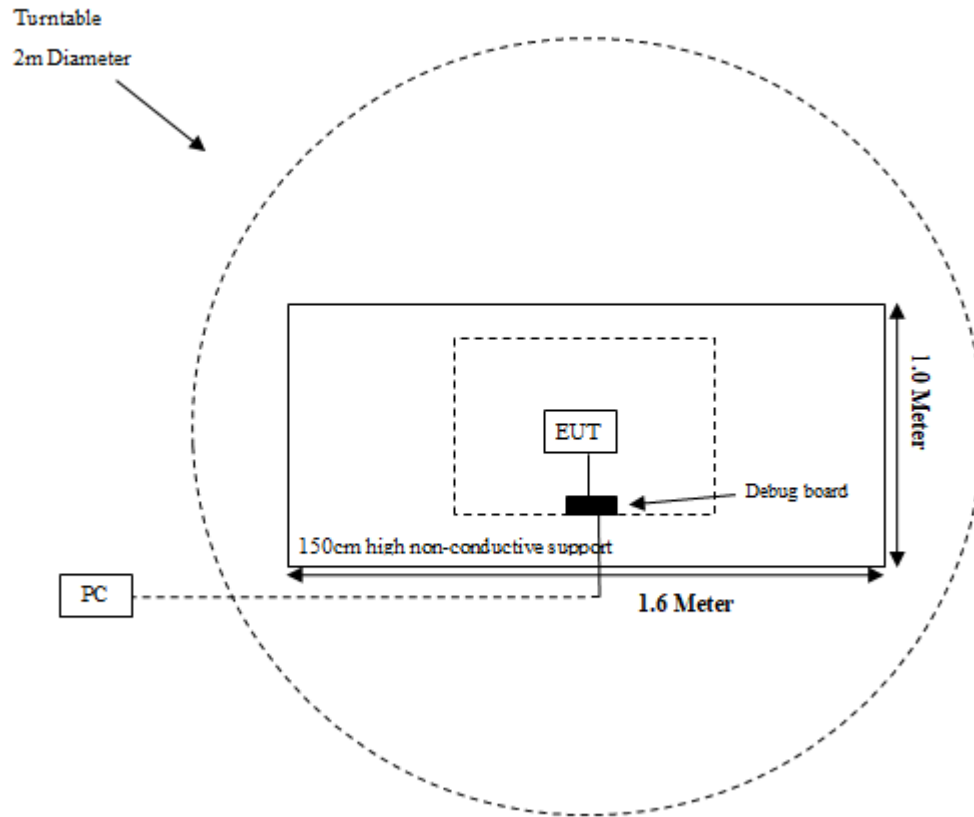 Turntable
2m Diameter
1.0 Meter
EUT
Debug board
150cm high non-conductive support
PC
1.6 Meter